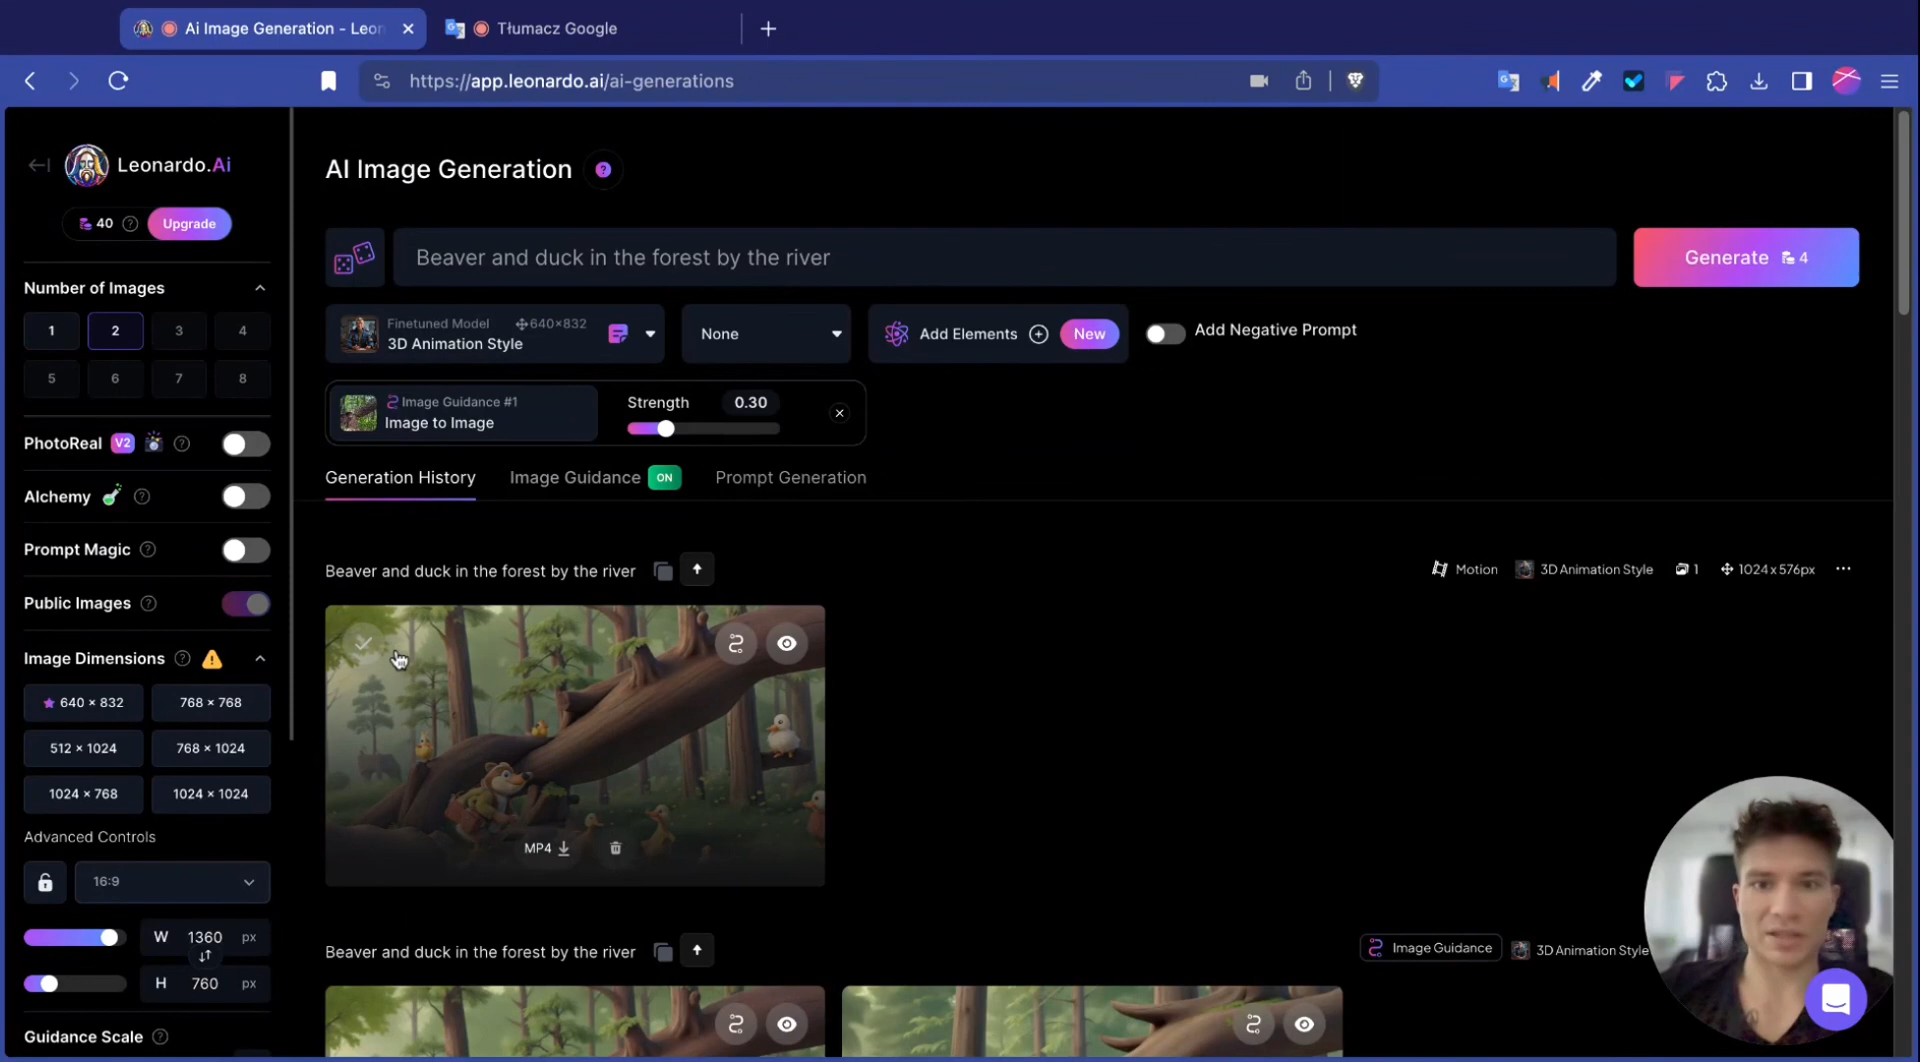 Ai Image Generation - Leon
Tłumacz Google
https://app.leonardo.ai/ai-generations
Leonardo.Ai
40
Upgrade
Number of Images
1
2
3
4
5
6
7
8
PhotoReal V2
Alchemy
Prompt Magic
Public Images
Image Dimensions
640 × 832
768 × 768
512 × 1024
768 × 1024
1024 × 768
1024 × 1024
Advanced Controls
16:9
W 1360 px
H 760 px
Guidance Scale
AI Image Generation
Beaver and duck in the forest by the river
Generate 4
Finetuned Model 640×832
3D Animation Style
None
Add Elements New
Add Negative Prompt
Image Guidance #1
Image to Image
Strength 0.30
Generation History
Image Guidance ON
Prompt Generation
Beaver and duck in the forest by the river
Motion
3D Animation Style
1
1024 x 576px
MP4
Beaver and duck in the forest by the river
Image Guidance
3D Animation Style